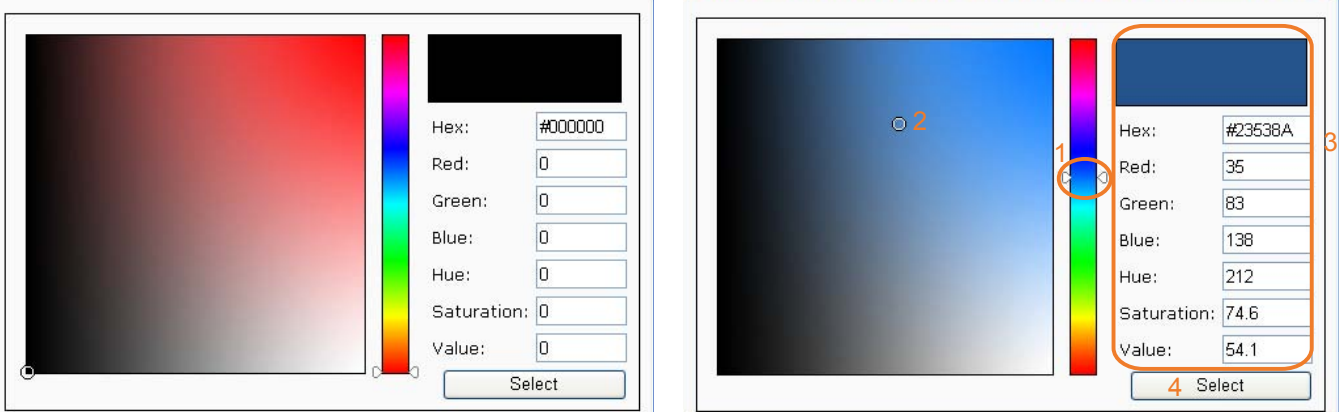 Hex: #000000
Red: 0
Green: 0
Blue: 0
Hue: 0
Saturation: 0
Value: 0
Select
1
2
3
Hex: #23538A
Red: 35
Green: 83
Blue: 138
Hue: 212
Saturation: 74.6
Value: 54.1
4 Select